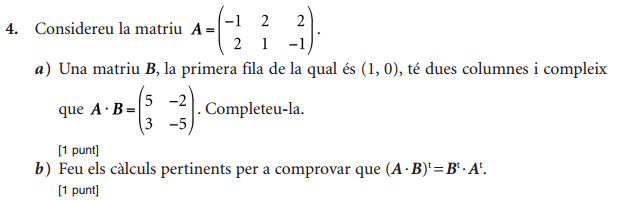 4. Considereu la matriu A = (−1 2 2
2 1 −1).
a) Una matriu B, la primera fila de la qual és (1, 0), té dues columnes i compleix
que A · B = (5 −2
3 −5). Completeu-la.
[1 punt]
b) Feu els càlculs pertinents per a comprovar que (A · B)ᵗ = Bᵗ · Aᵗ.
[1 punt]